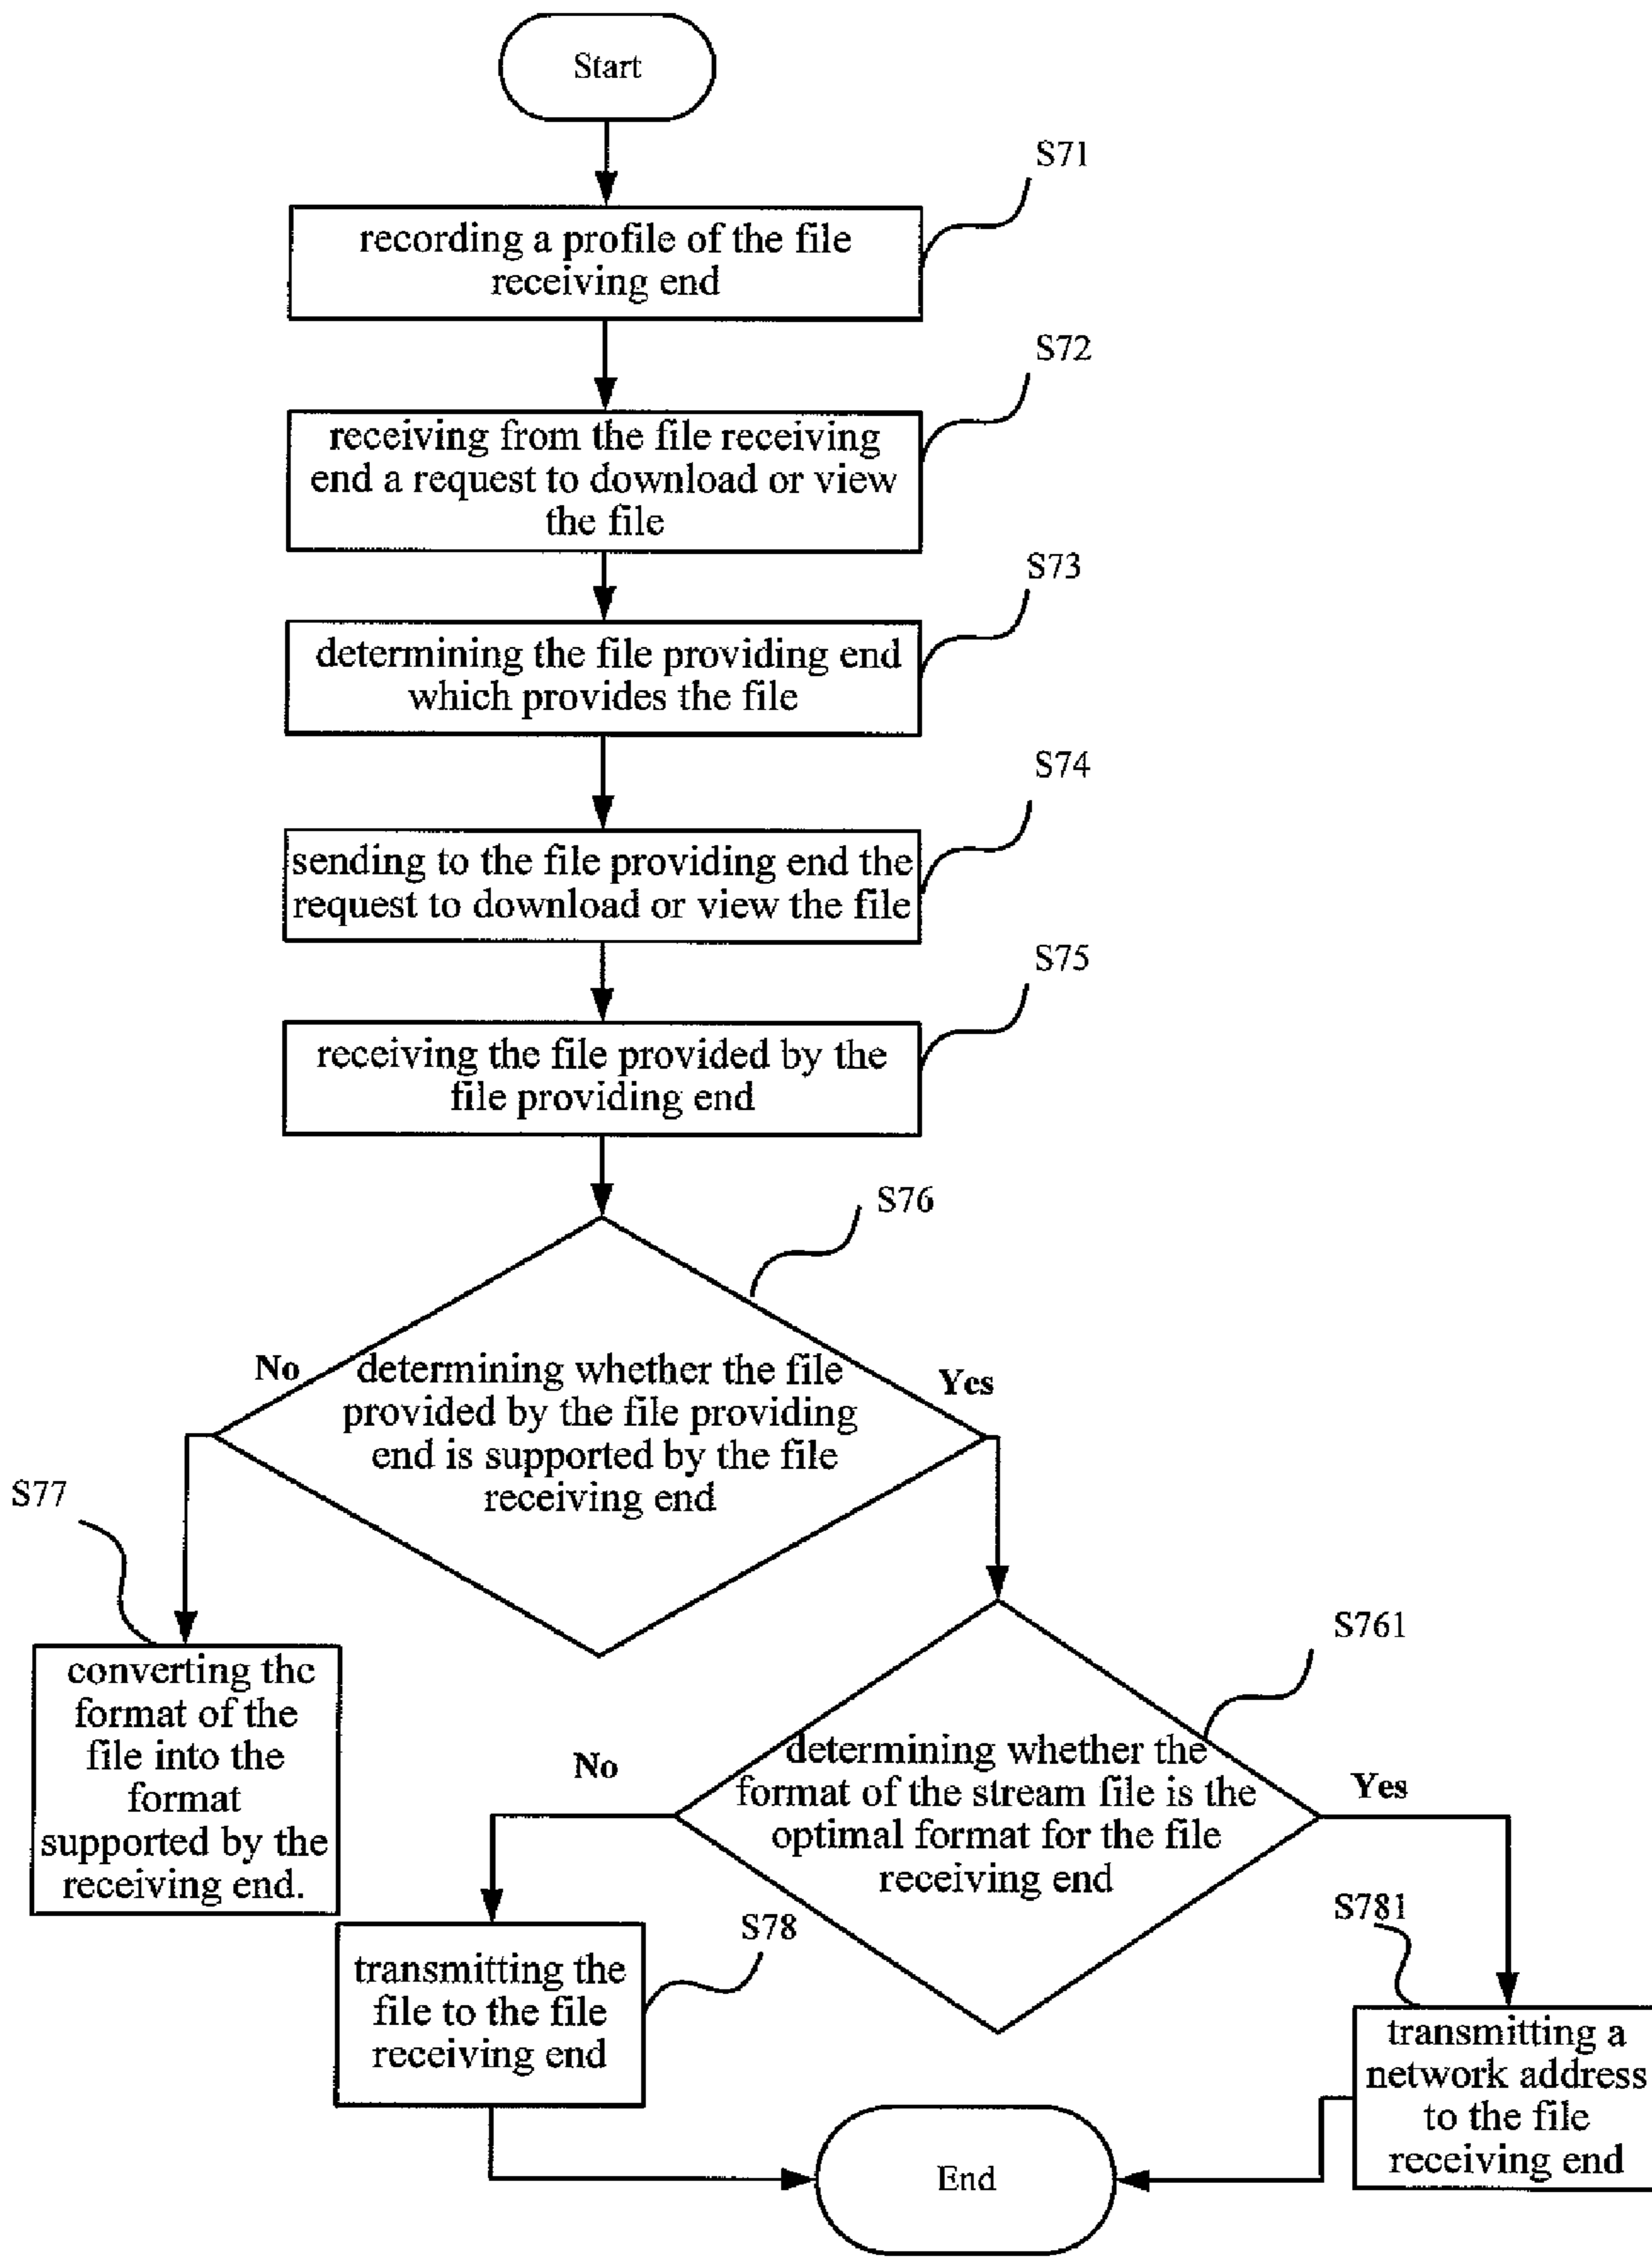 Start
S71
recording a profile of the file
receiving end
S72
receiving from the file receiving
end a request to download or view
the file
S73
determining the file providing end
which provides the file
S74
sending to the file providing end the
request to download or view the file
S75
receiving the file provided by the
file providing end
S76
No
Yes
determining whether the file
provided by the file providing
end is supported by the file
receiving end
S77
converting the
format of the
file into the
format
supported by the
receiving end.
S761
No
Yes
determining whether the
format of the stream file is the
optimal format for the file
receiving end
S78
transmitting the
file to the file
receiving end
S781
transmitting a
network address
to the file
receiving end
End